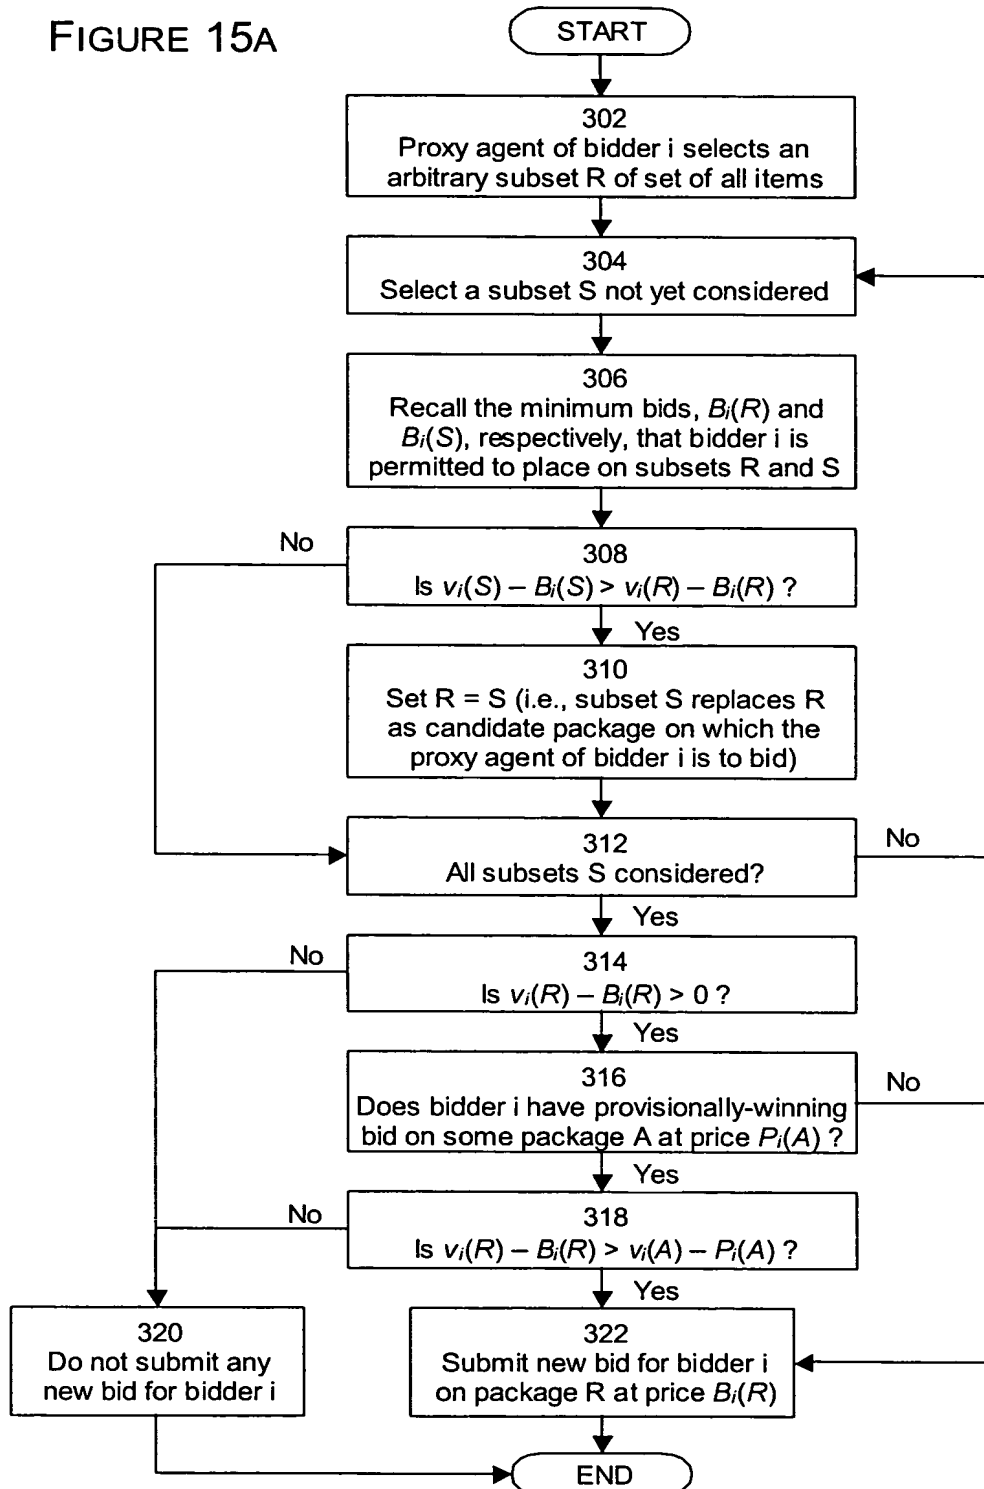 FIGURE 15A
START
302
Proxy agent of bidder i selects an
arbitrary subset R of set of all items
304
Select a subset S not yet considered
306
Recall the minimum bids, Bi(R) and
Bi(S), respectively, that bidder i is
permitted to place on subsets R and S
No
308
Is vi(S) – Bi(S) > vi(R) – Bi(R) ?
Yes
310
Set R = S (i.e., subset S replaces R
as candidate package on which the
proxy agent of bidder i is to bid)
312
All subsets S considered?
No
Yes
No
314
Is vi(R) – Bi(R) > 0 ?
Yes
316
Does bidder i have provisionally-winning
bid on some package A at price Pi(A) ?
No
Yes
No
318
Is vi(R) – Bi(R) > vi(A) – Pi(A) ?
Yes
320
Do not submit any
new bid for bidder i
322
Submit new bid for bidder i
on package R at price Bi(R)
END